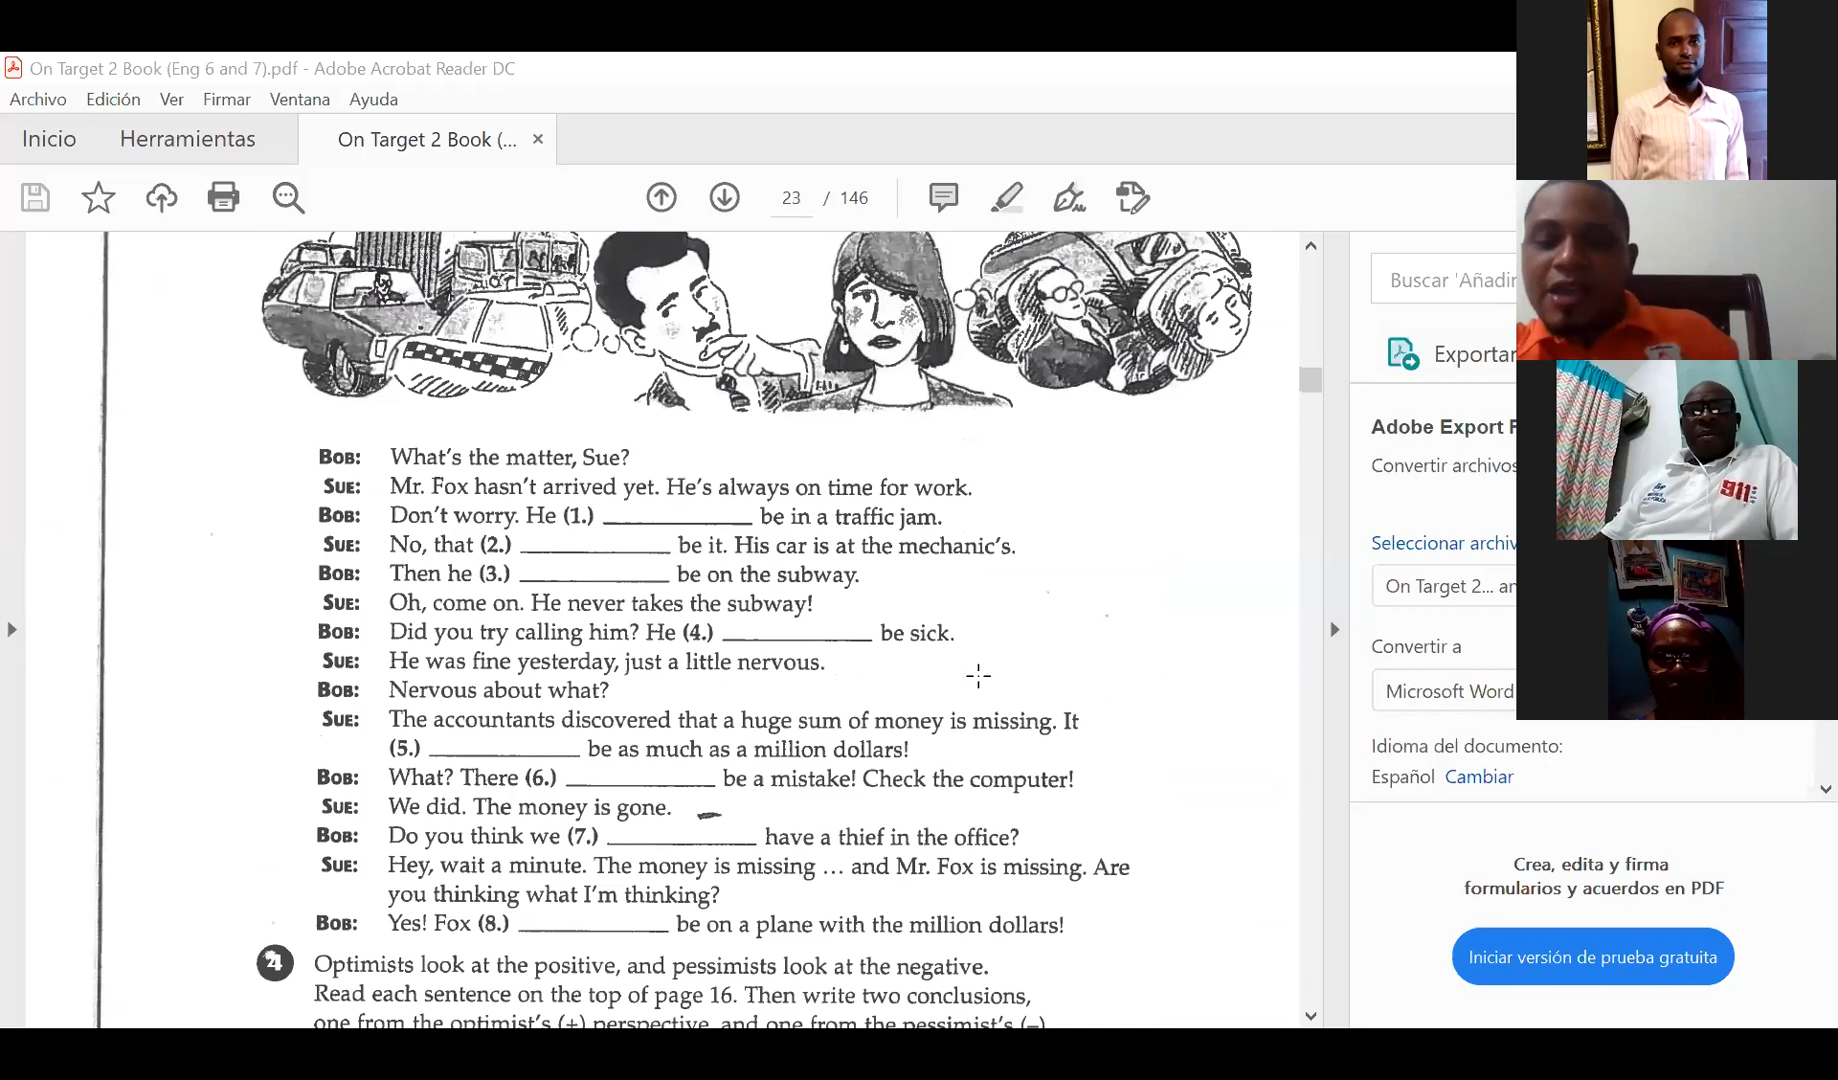 On Target 2 Book (Eng 6 and 7).pdf - Adobe Acrobat Reader DC
Archivo Edición Ver Firmar Ventana Ayuda
Inicio Herramientas On Target 2 Book (... ×
23 / 146
BOB: What's the matter, Sue?
SUE: Mr. Fox hasn't arrived yet. He's always on time for work.
BOB: Don't worry. He (1.) ____________ be in a traffic jam.
SUE: No, that (2.) ____________ be it. His car is at the mechanic's.
BOB: Then he (3.) ____________ be on the subway.
SUE: Oh, come on. He never takes the subway!
BOB: Did you try calling him? He (4.) ____________ be sick.
SUE: He was fine yesterday, just a little nervous.
BOB: Nervous about what?
SUE: The accountants discovered that a huge sum of money is missing. It
(5.) ____________ be as much as a million dollars!
BOB: What? There (6.) ____________ be a mistake! Check the computer!
SUE: We did. The money is gone.
BOB: Do you think we (7.) ____________ have a thief in the office?
SUE: Hey, wait a minute. The money is missing ... and Mr. Fox is missing. Are
you thinking what I'm thinking?
BOB: Yes! Fox (8.) ____________ be on a plane with the million dollars!
4 Optimists look at the positive, and pessimists look at the negative.
Read each sentence on the top of page 16. Then write two conclusions,
one from the optimist's (+) perspective, and one from the pessimist's (–)
Buscar 'Añadir
Exportar
Adobe Export P
Convertir archivos
Seleccionar archiv
On Target 2... an
Convertir a
Microsoft Word
Idioma del documento:
Español Cambiar
Crea, edita y firma
formularios y acuerdos en PDF
Iniciar versión de prueba gratuita
911